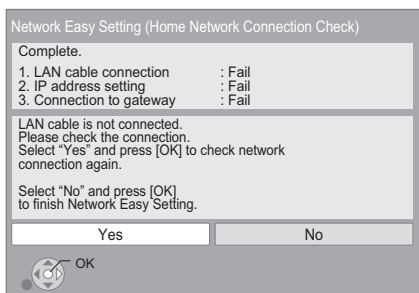 Network Easy Setting (Home Network Connection Check)
Complete.
1. LAN cable connection : Fail
2. IP address setting : Fail
3. Connection to gateway : Fail
LAN cable is not connected.
Please check the connection.
Select “Yes” and press [OK] to check network
connection again.
Select “No” and press [OK]
to finish Network Easy Setting.
Yes No
OK